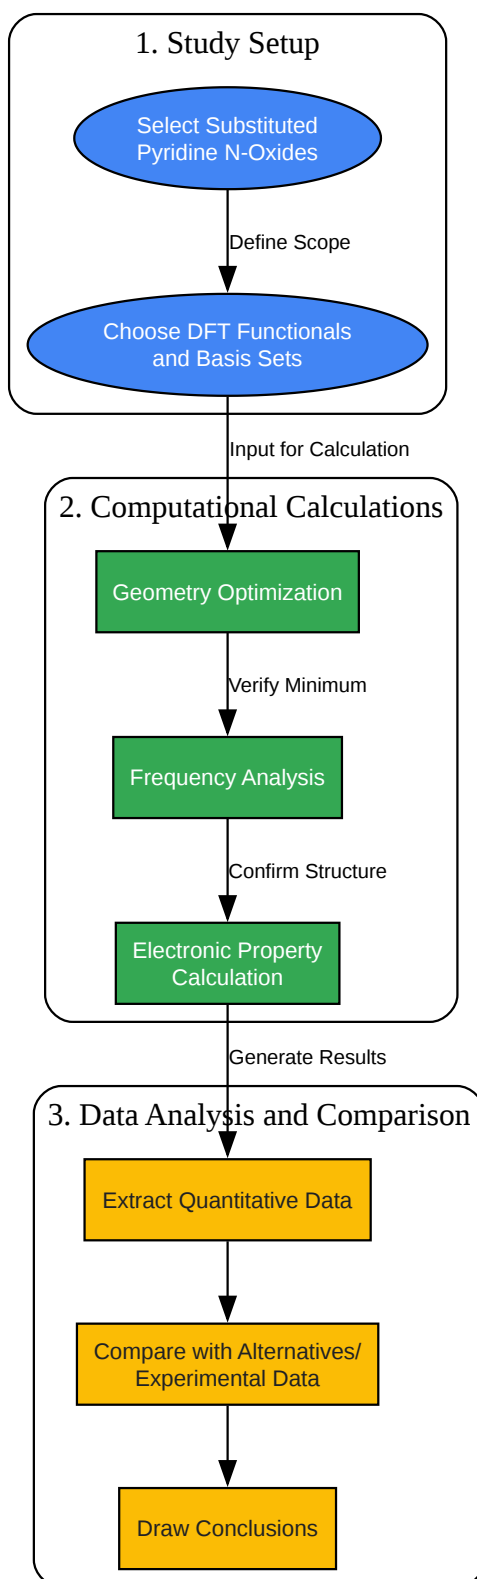 1. Study Setup
Select Substituted
Pyridine N-Oxides
Define Scope
Choose DFT Functionals
and Basis Sets
Input for Calculation
2. Computational Calculations
Geometry Optimization
Verify Minimum
Frequency Analysis
Confirm Structure
Electronic Property
Calculation
Generate Results
3. Data Analysis and Comparison
Extract Quantitative Data
Compare with Alternatives/
Experimental Data
Draw Conclusions